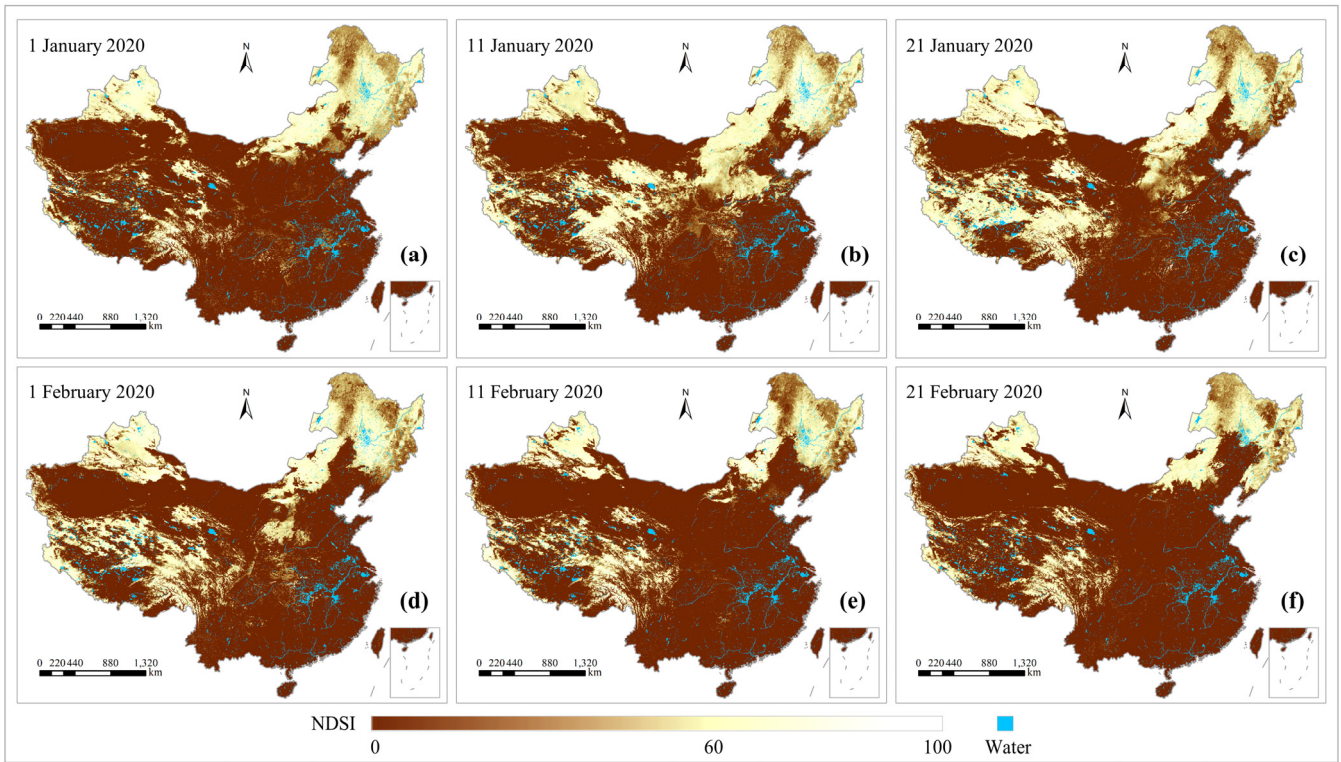 1 January 2020
N
(a)
0 220 440 880 1,320
km
11 January 2020
N
(b)
0 220 440 880 1,320
km
21 January 2020
N
(c)
0 220 440 880 1,320
km
1 February 2020
N
(d)
0 220 440 880 1,320
km
11 February 2020
N
(e)
0 220 440 880 1,320
km
21 February 2020
N
(f)
0 220 440 880 1,320
km
NDSI
0 60 100 Water